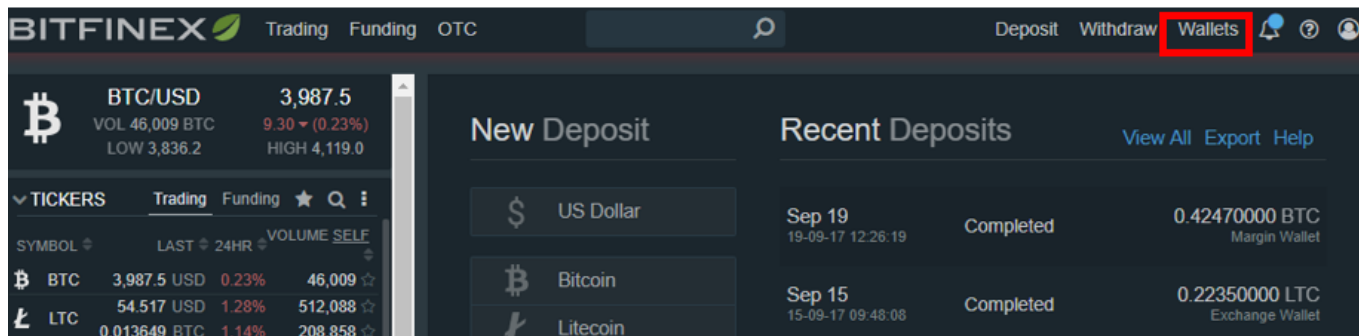 BITFINEX Trading Funding OTC Deposit Withdraw Wallets
BTC/USD 3,987.5
VOL 46,009 BTC 9.30 (0.23%)
LOW 3,836.2 HIGH 4,119.0
TICKERS Trading Funding
SYMBOL LAST 24HR VOLUME SELF
BTC 3,987.5 USD 0.23% 46,009
LTC 54.517 USD 1.28% 512,088
0.013649 BTC 1.14% 208,858
New Deposit
US Dollar
Bitcoin
Litecoin
Recent Deposits View All Export Help
Sep 19 Completed 0.42470000 BTC
19-09-17 12:26:19 Margin Wallet
Sep 15 Completed 0.22350000 LTC
15-09-17 09:48:08 Exchange Wallet